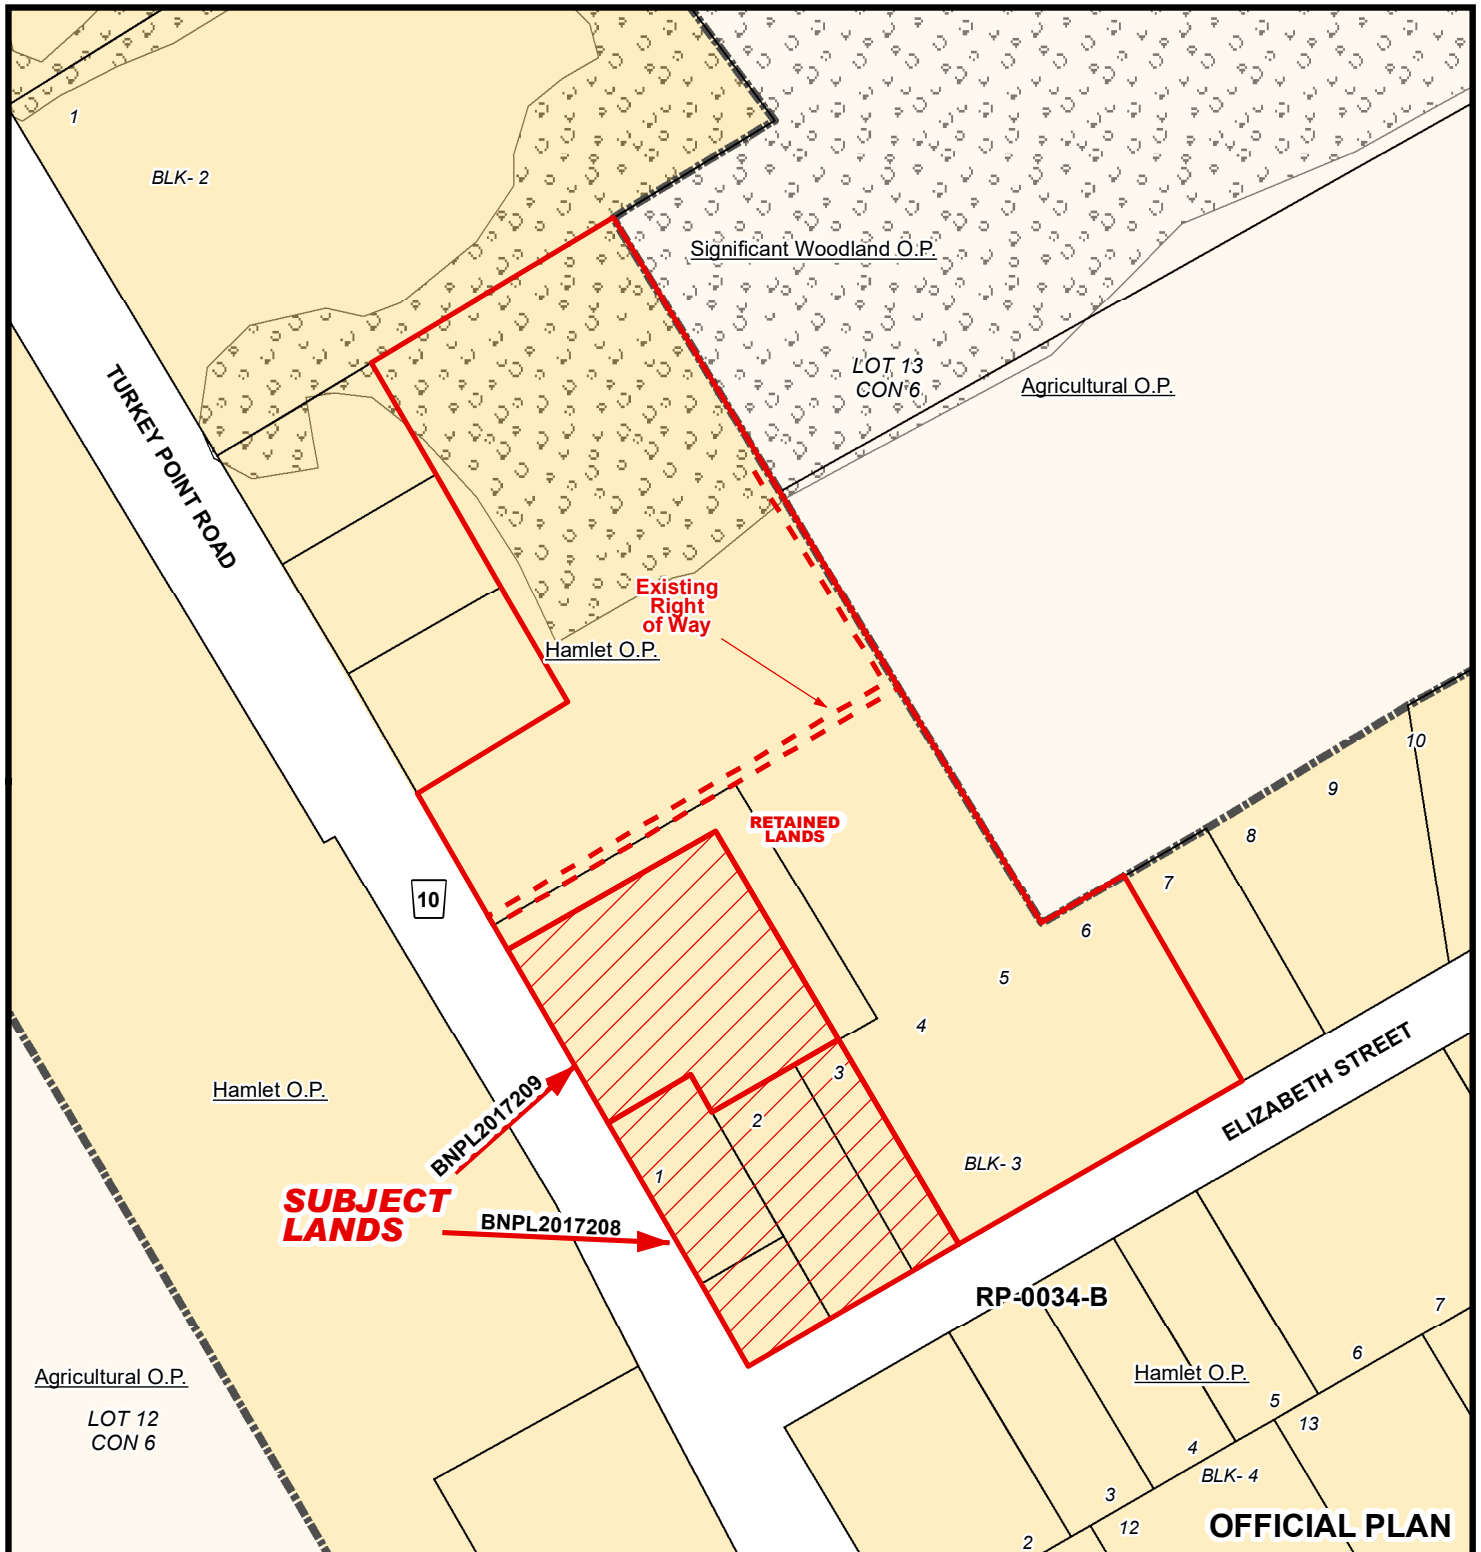 1
BLK- 2
Significant Woodland O.P.
LOT 13
CON 6
Agricultural O.P.
TURKEY POINT ROAD
Existing
Right
of Way
Hamlet O.P.
10
9
8
RETAINED
LANDS
7
10
6
5
4
3
Hamlet O.P.
BNPL2017209
2
ELIZABETH STREET
BLK- 3
1
SUBJECT
LANDS
BNPL2017208
RP-0034-B
7
6
Hamlet O.P.
Agricultural O.P.
5
LOT 12
CON 6
13
4
BLK- 4
3
12
2
OFFICIAL PLAN